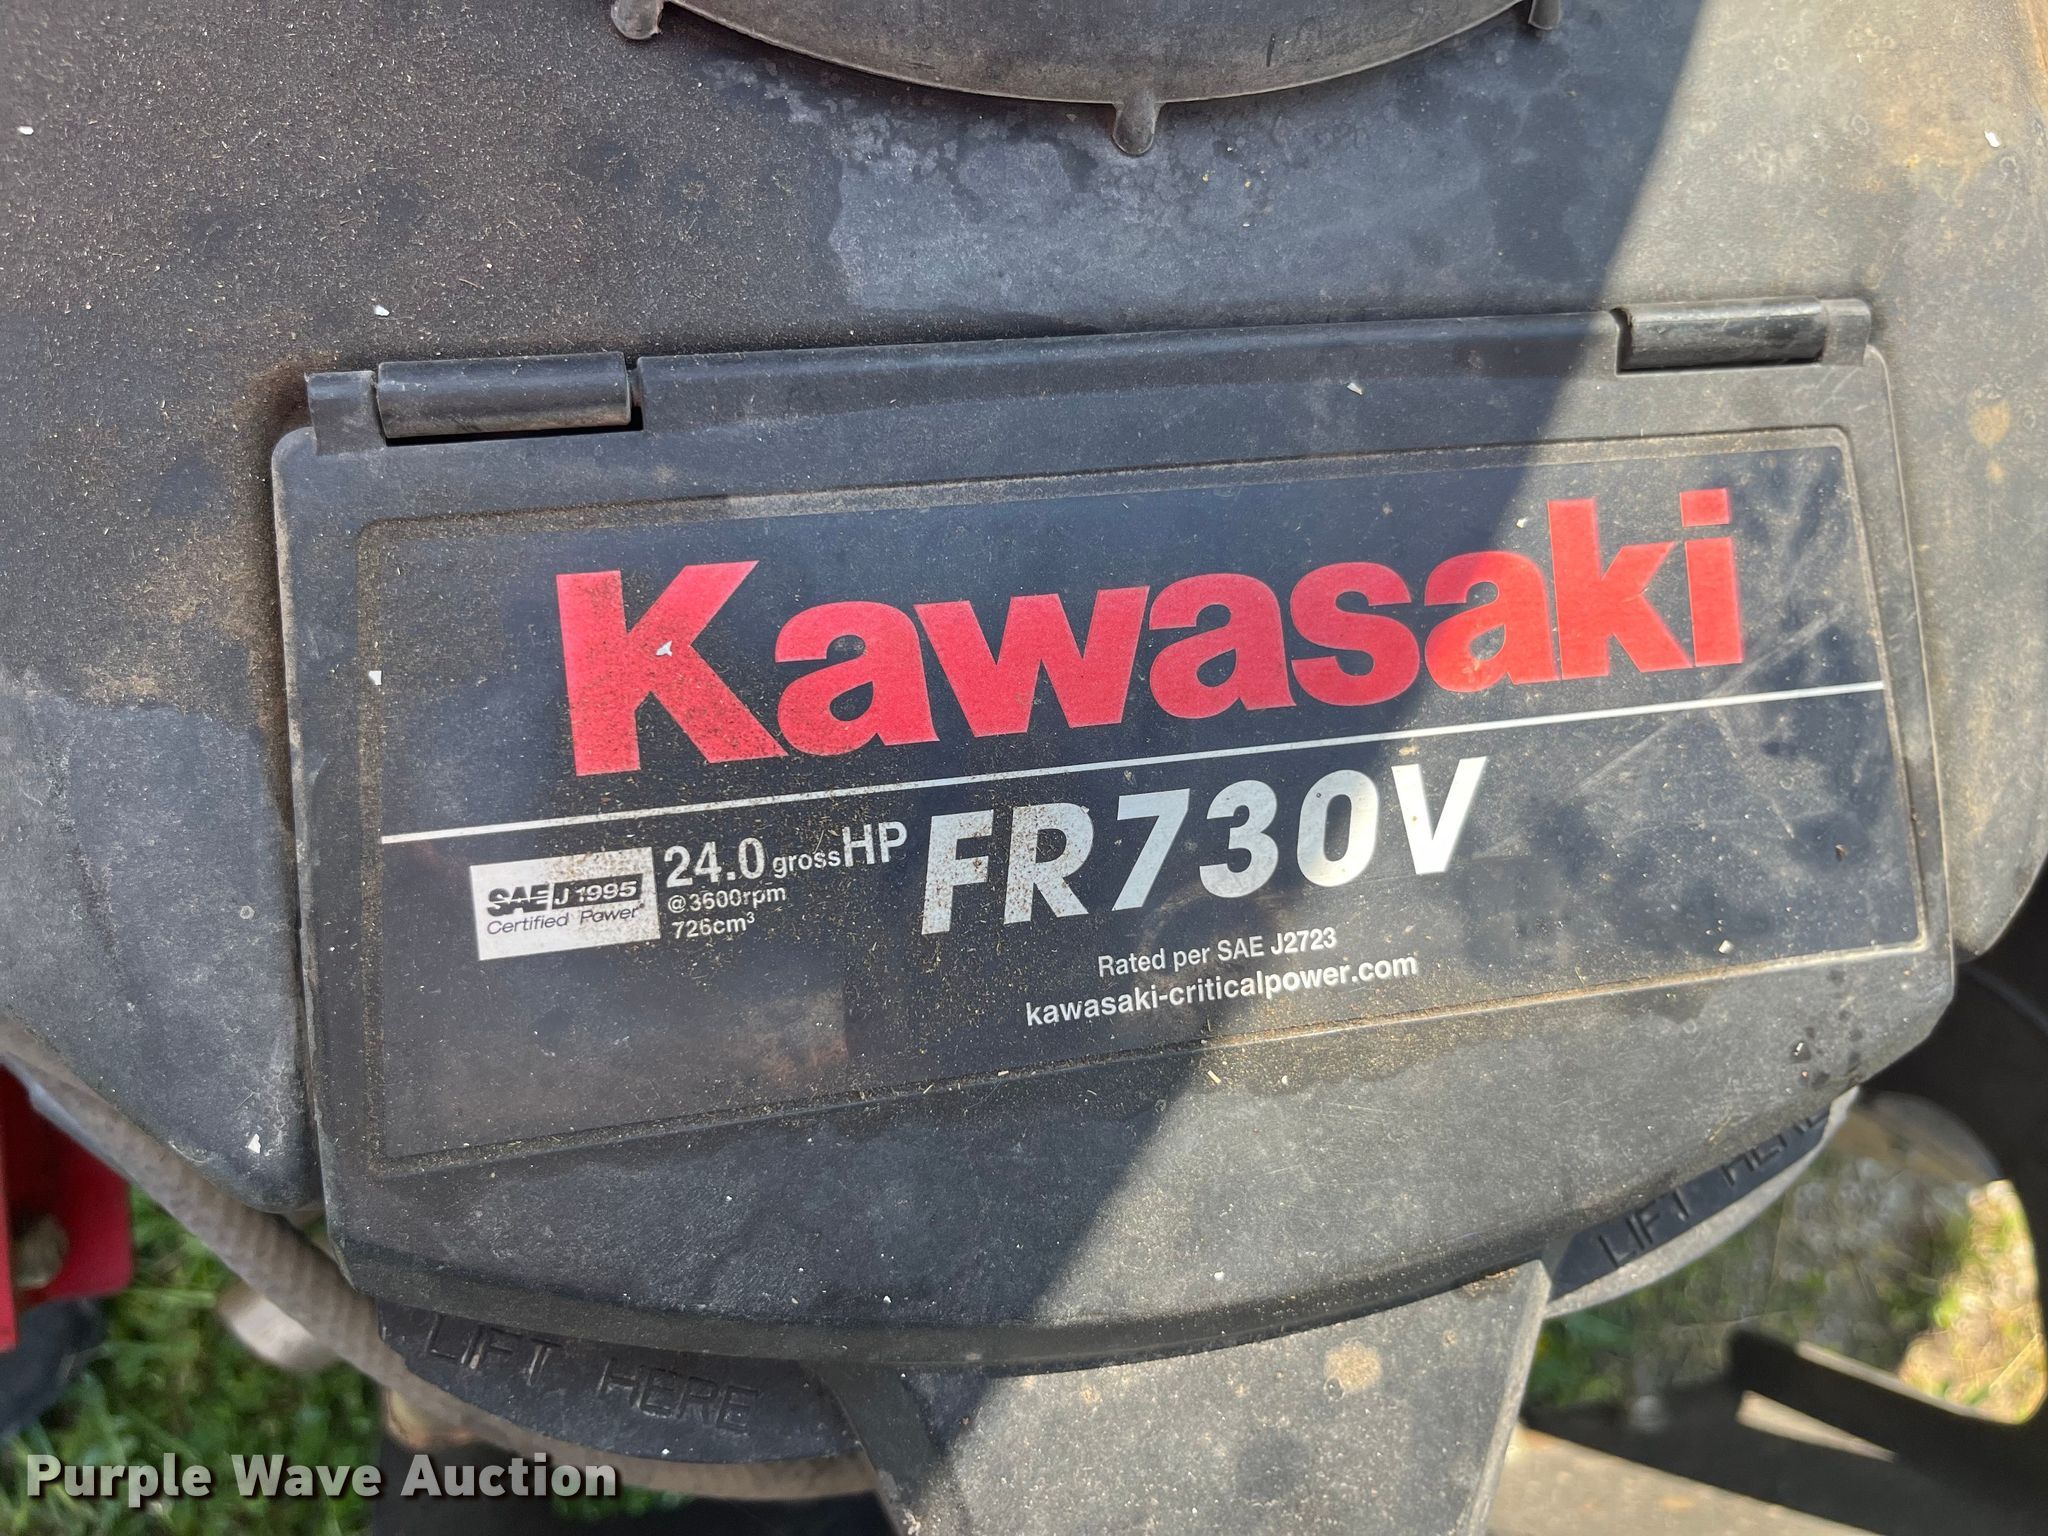 Kawasaki
SAE J1995
Certified Power
24.0 gross HP
@3600rpm
726cm³
FR730V
Rated per SAE J2723
kawasaki-criticalpower.com
LIFT HERE
LIFT HERE
Purple Wave Auction